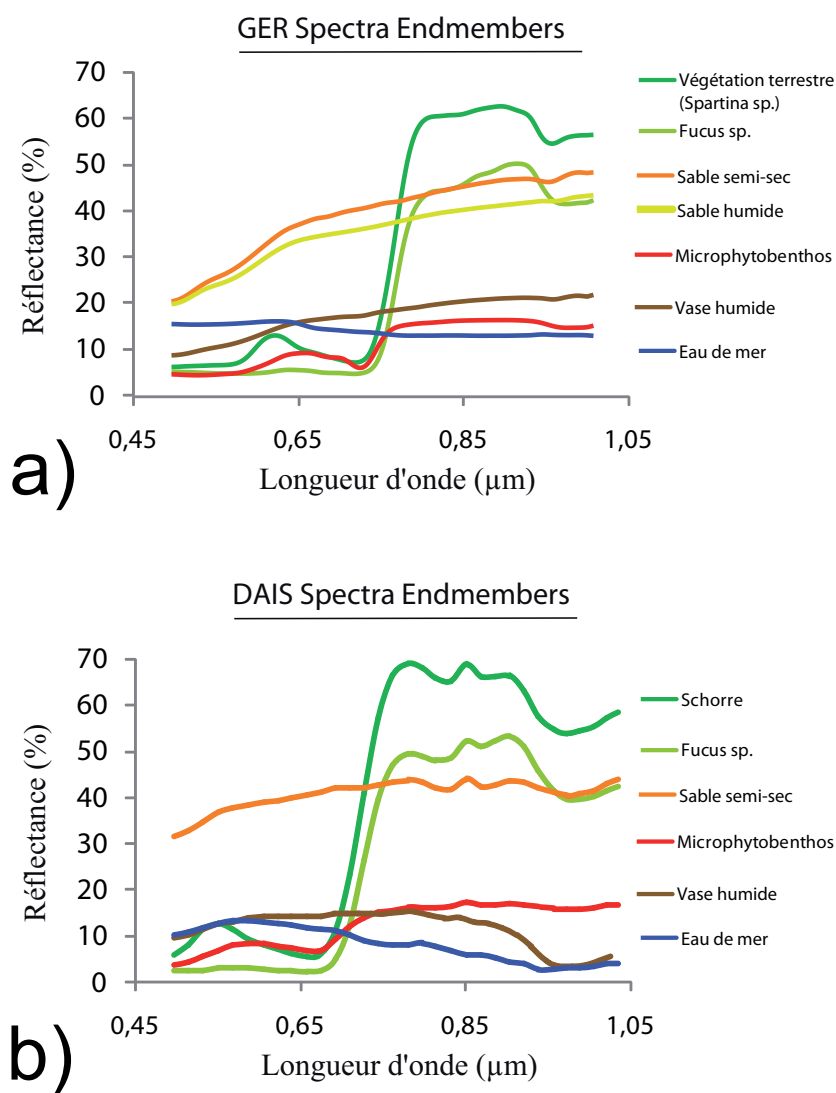 GER Spectra Endmembers
Réflectance (%)
70
60
50
40
30
20
10
0
0,45
0,65
0,85
1,05
Longueur d'onde (µm)
Végétation terrestre
(Spartina sp.)
Fucus sp.
Sable semi-sec
Sable humide
Microphytobenthos
Vase humide
Eau de mer
a)
DAIS Spectra Endmembers
Réflectance (%)
70
60
50
40
30
20
10
0
0,45
0,65
0,85
1,05
Longueur d'onde (µm)
Schorre
Fucus sp.
Sable semi-sec
Microphytobenthos
Vase humide
Eau de mer
b)